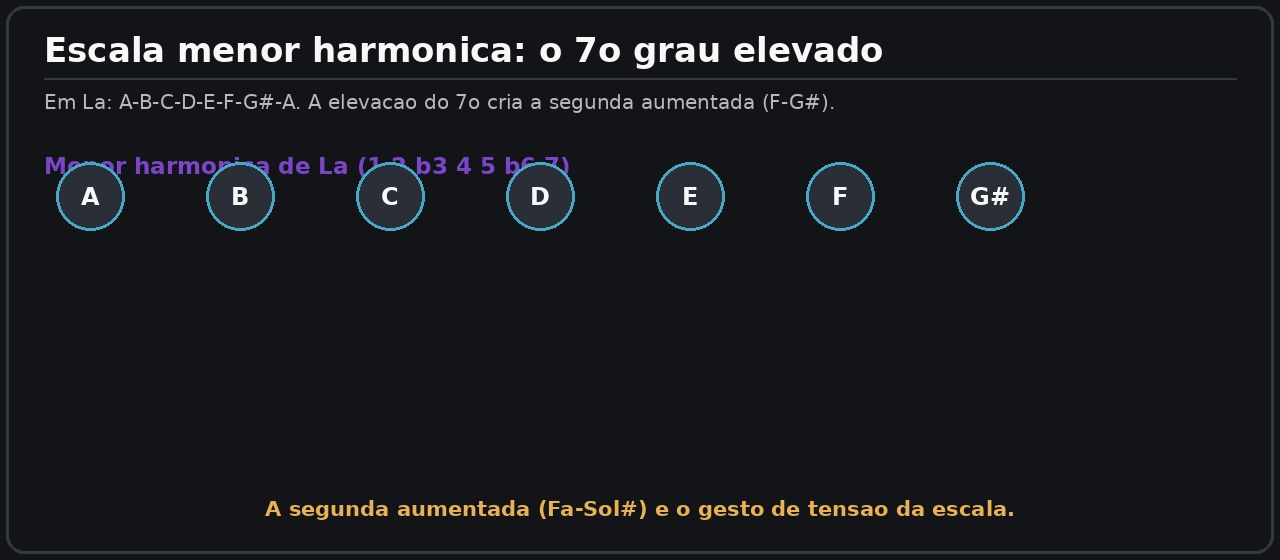 Escala menor harmonica: o 7o grau elevado
Em La: A-B-C-D-E-F-G#-A. A elevacao do 7o cria a segunda aumentada (F-G#).
Menor harmonica de La (1 2 b3 4 5 b6 7)
A B C D E F G#
A segunda aumentada (Fa-Sol#) e o gesto de tensao da escala.